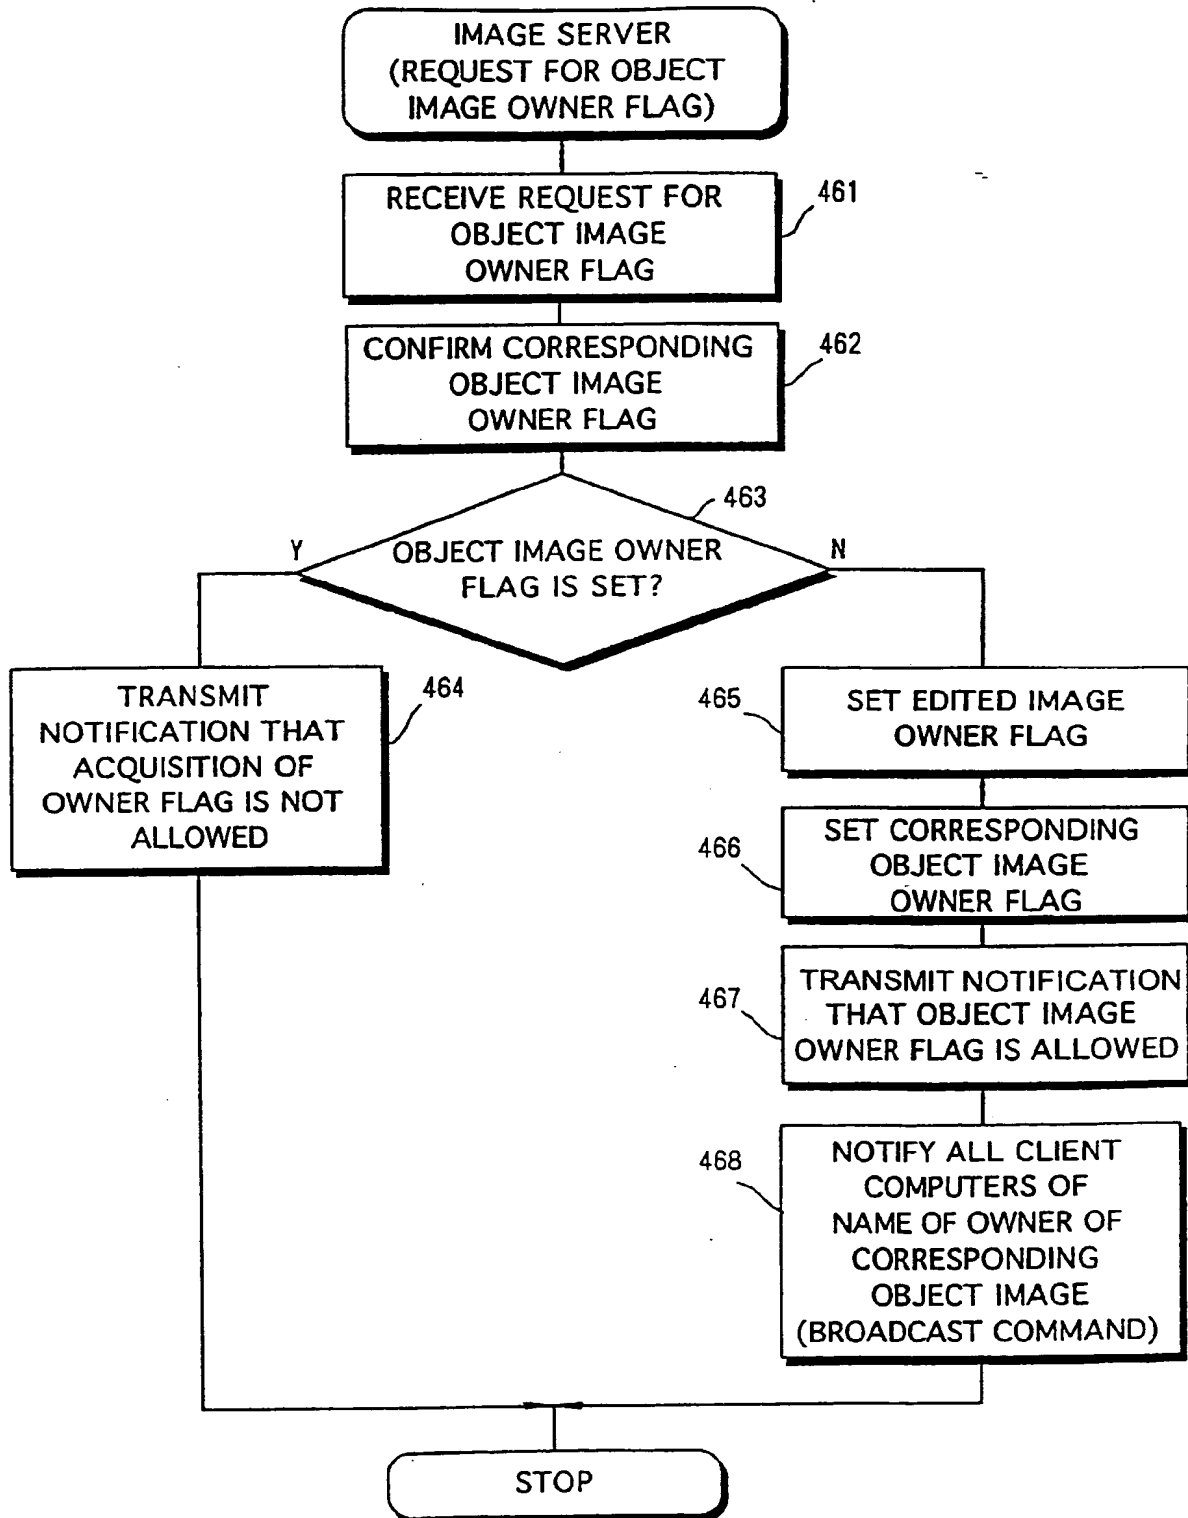 IMAGE SERVER
(REQUEST FOR OBJECT
IMAGE OWNER FLAG)
RECEIVE REQUEST FOR
OBJECT IMAGE
OWNER FLAG
461
CONFIRM CORRESPONDING
OBJECT IMAGE
OWNER FLAG
462
463
OBJECT IMAGE OWNER
FLAG IS SET?
Y
N
TRANSMIT
NOTIFICATION THAT
ACQUISITION OF
OWNER FLAG IS NOT
ALLOWED
464
465
SET EDITED IMAGE
OWNER FLAG
466
SET CORRESPONDING
OBJECT IMAGE
OWNER FLAG
467
TRANSMIT NOTIFICATION
THAT OBJECT IMAGE
OWNER FLAG IS ALLOWED
468
NOTIFY ALL CLIENT
COMPUTERS OF
NAME OF OWNER OF
CORRESPONDING
OBJECT IMAGE
(BROADCAST COMMAND)
STOP